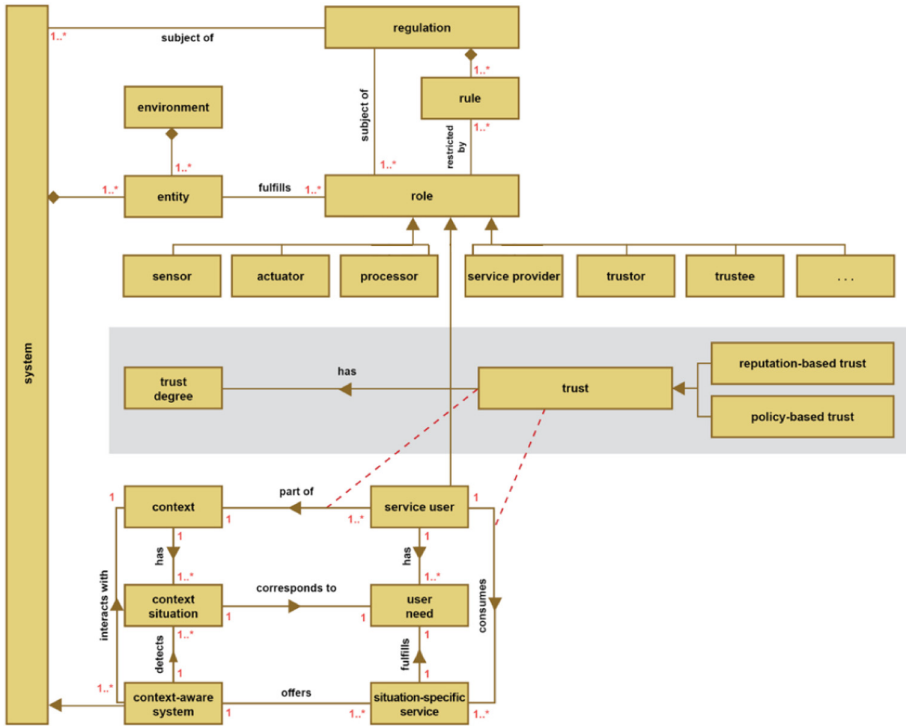 regulation
1..*
subject of
1..*
rule
environment
subject of
restricted
by
1..*
1..*
1..*
1..*
1..*
entity
fulfills
1..*
role
sensor
actuator
processor
service provider
trustor
trustee
...
system
reputation-based trust
has
trust
degree
trust
policy-based trust
1
context
part of
service user
1
1
1..*
1
1
has
has
1..*
1..*
interacts with
context
situation
corresponds to
user
need
consumes
1
1
1..*
1
detects
fulfills
1
1
1..*
context-aware
system
offers
situation-specific
service
1
1..*
1..*